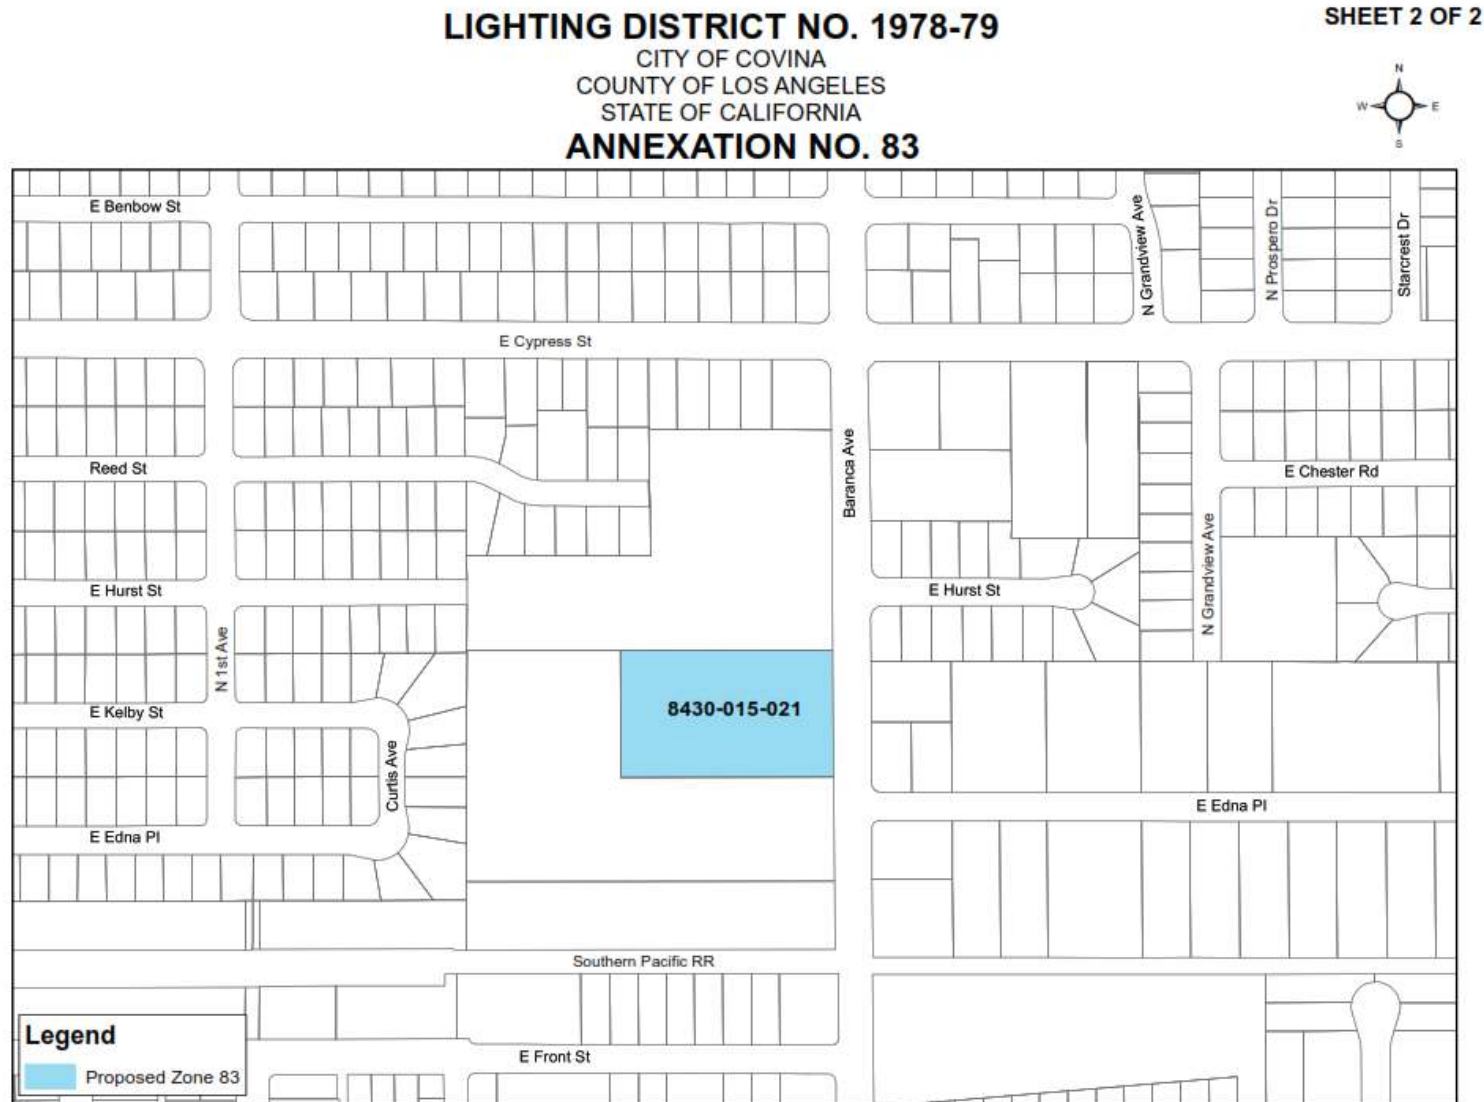 LIGHTING DISTRICT NO. 1978-79
SHEET 2 OF 2
CITY OF COVINA
COUNTY OF LOS ANGELES
STATE OF CALIFORNIA
ANNEXATION NO. 83
N
W E
S
E Benbow St
N Grandview Ave
N Prospero Dr
Starcrest Dr
E Cypress St
Reed St
Baranca Ave
E Chester Rd
E Hurst St
E Hurst St
N Grandview Ave
N 1st Ave
E Kelby St
8430-015-021
Curtis Ave
E Edna Pl
E Edna Pl
Southern Pacific RR
Legend
E Front St
Proposed Zone 83